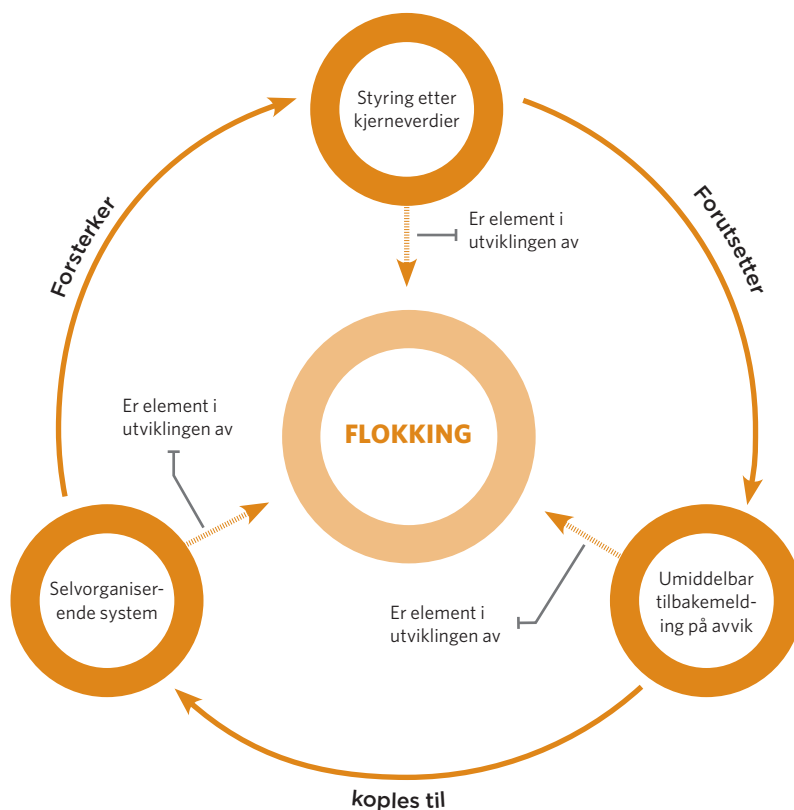 Styring etter
kjerneverdier
Forsterker
Forutsetter
Er element i
utviklingen av
Er element i
utviklingen av
FLOKKING
Selvorganiser-
ende system
Er element i
utviklingen av
Umiddelbar
tilbakemeld-
ing på avvik
koples til